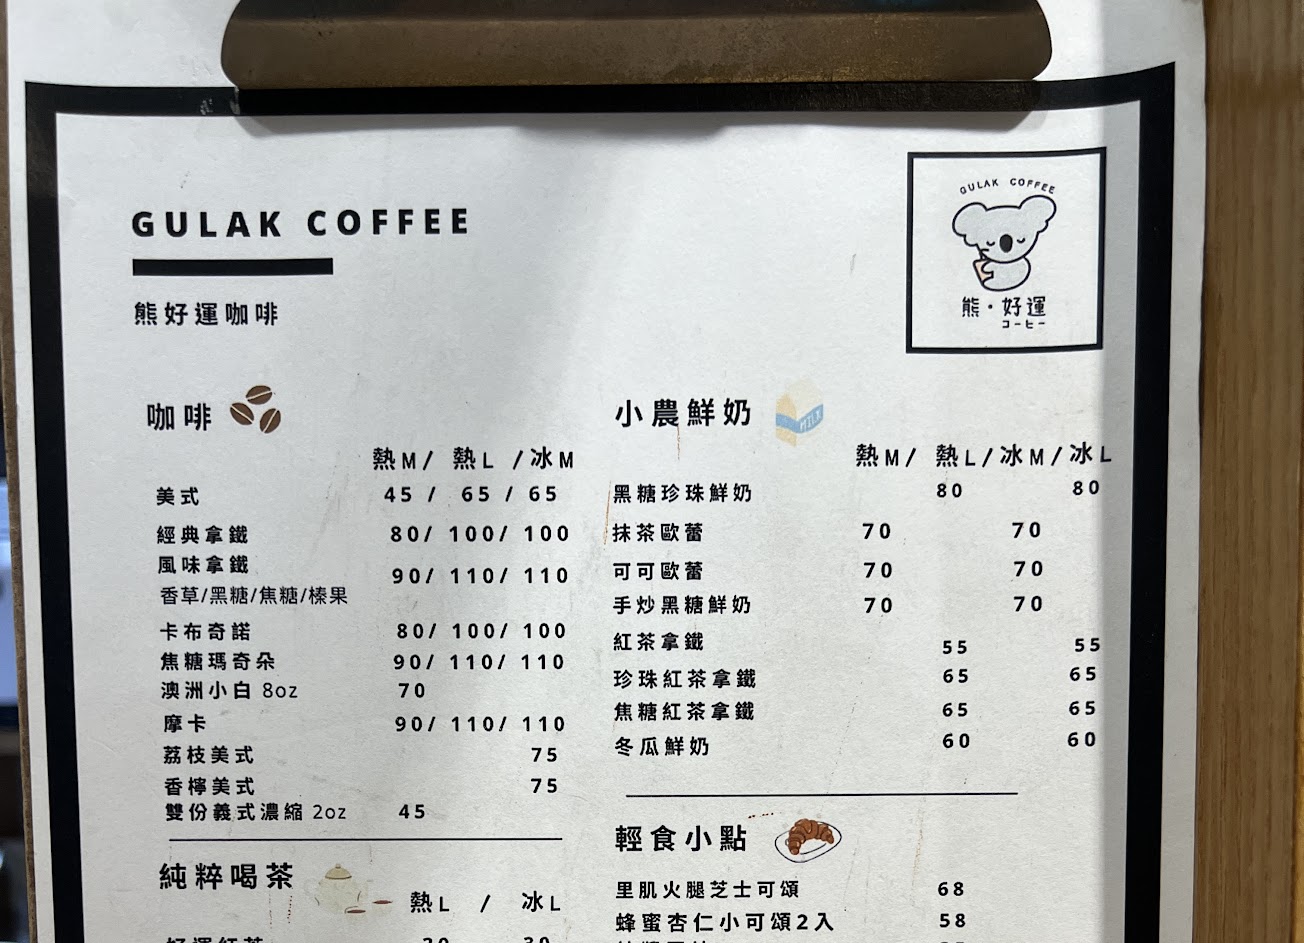 GULAK COFFEE
熊好運咖啡
GULAK COFFEE
熊・好運
コーヒー
咖啡
熱M/ 熱L /冰M
美式 45 / 65 / 65
經典拿鐵 80/ 100/ 100
風味拿鐵 90/ 110/ 110
香草/黑糖/焦糖/榛果
卡布奇諾 80/ 100/ 100
焦糖瑪奇朵 90/ 110/ 110
澳洲小白 8oz 70
摩卡 90/ 110/ 110
荔枝美式 75
香檸美式 75
雙份義式濃縮 2oz 45
純粹喝茶
熱L / 冰L
小農鮮奶
MILK
熱M/ 熱L/冰M/冰L
黑糖珍珠鮮奶 80 80
抹茶歐蕾 70 70
可可歐蕾 70 70
手炒黑糖鮮奶 70 70
紅茶拿鐵 55 55
珍珠紅茶拿鐵 65 65
焦糖紅茶拿鐵 65 65
冬瓜鮮奶 60 60
輕食小點
里肌火腿芝士可頌 68
蜂蜜杏仁小可頌2入 58